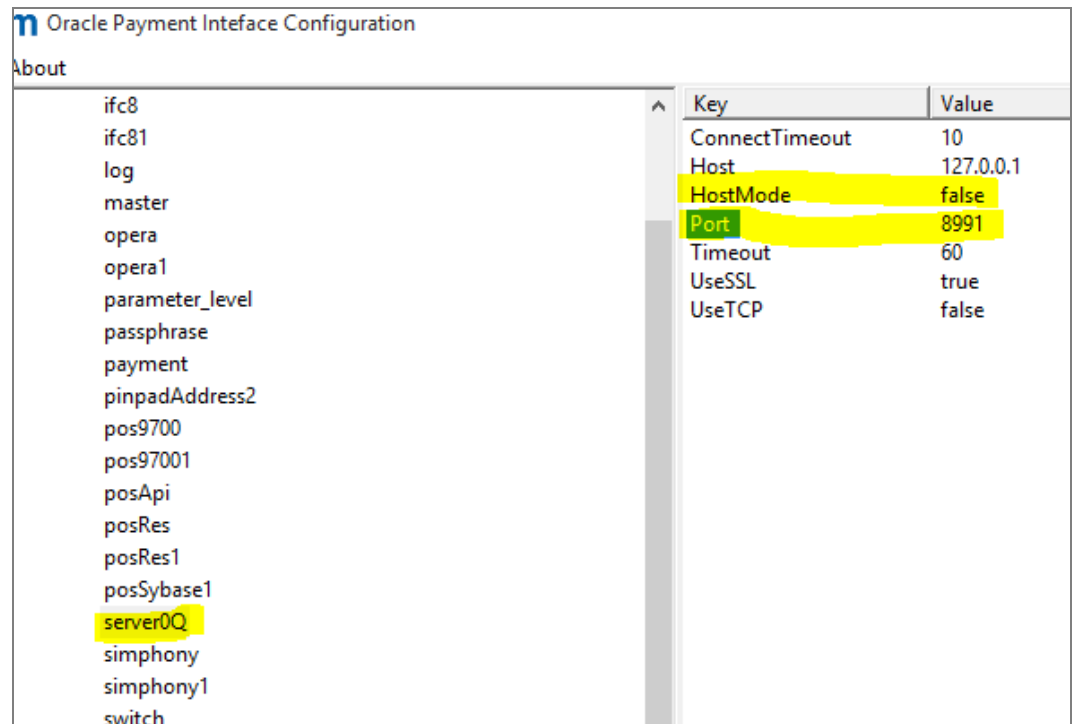 Oracle Payment Inteface Configuration
About
ifc8
ifc81
log
master
opera
opera1
parameter_level
passphrase
payment
pinpadAddress2
pos9700
pos97001
posApi
posRes
posRes1
posSybase1
server0Q
simphony
simphony1
switch
Key Value
ConnectTimeout 10
Host 127.0.0.1
HostMode false
Port 8991
Timeout 60
UseSSL true
UseTCP false